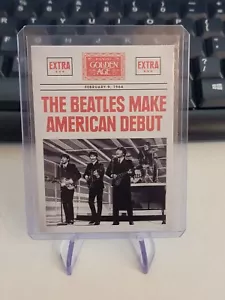 EXTRA
GOLDEN
AGE
EXTRA
FEBRUARY 9, 1964
THE BEATLES MAKE
AMERICAN DEBUT